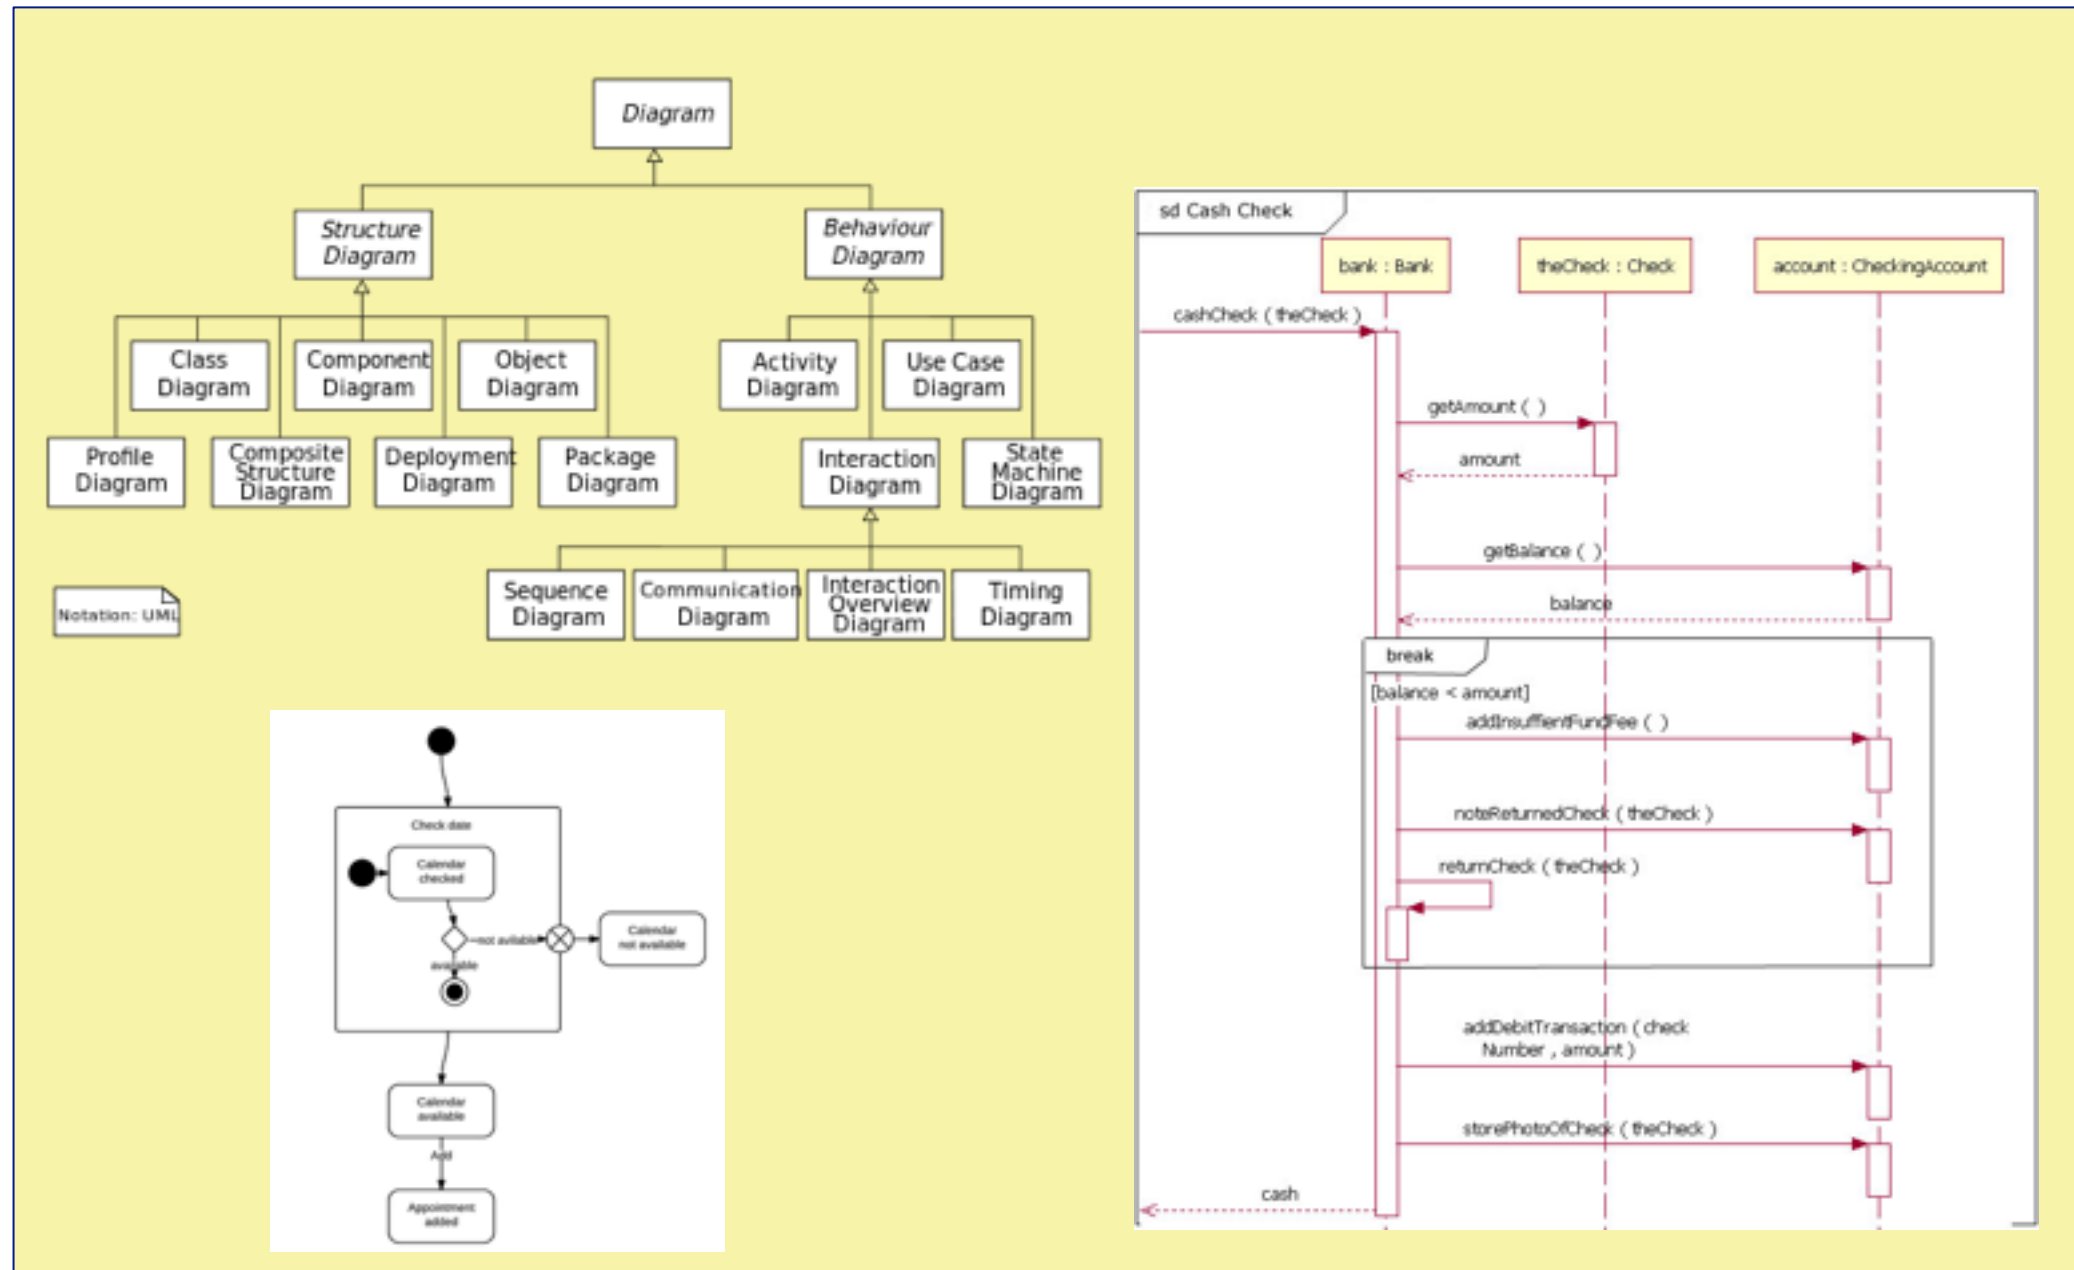 Diagram
Structure
Diagram
Behaviour
Diagram
Class
Diagram
Component
Diagram
Object
Diagram
Activity
Diagram
Use Case
Diagram
Profile
Diagram
Composite
Structure
Diagram
Deployment
Diagram
Package
Diagram
Interaction
Diagram
State
Machine
Diagram
Sequence
Diagram
Communication
Diagram
Interaction
Overview
Diagram
Timing
Diagram
Notation: UML
Check date
Calendar
checked
not avilable
available
Calendar
not available
Calendar
available
Add
Appointment
added
sd Cash Check
bank : Bank
theCheck : Check
account : CheckingAccount
cashCheck ( theCheck )
getAmount ( )
amount
getBalance ( )
balance
break
[balance < amount]
addInsuffientFundFee ( )
noteReturnedCheck ( theCheck )
returnCheck ( theCheck )
addDebitTransaction ( check
Number , amount )
storePhotoOfCheck ( theCheck )
cash